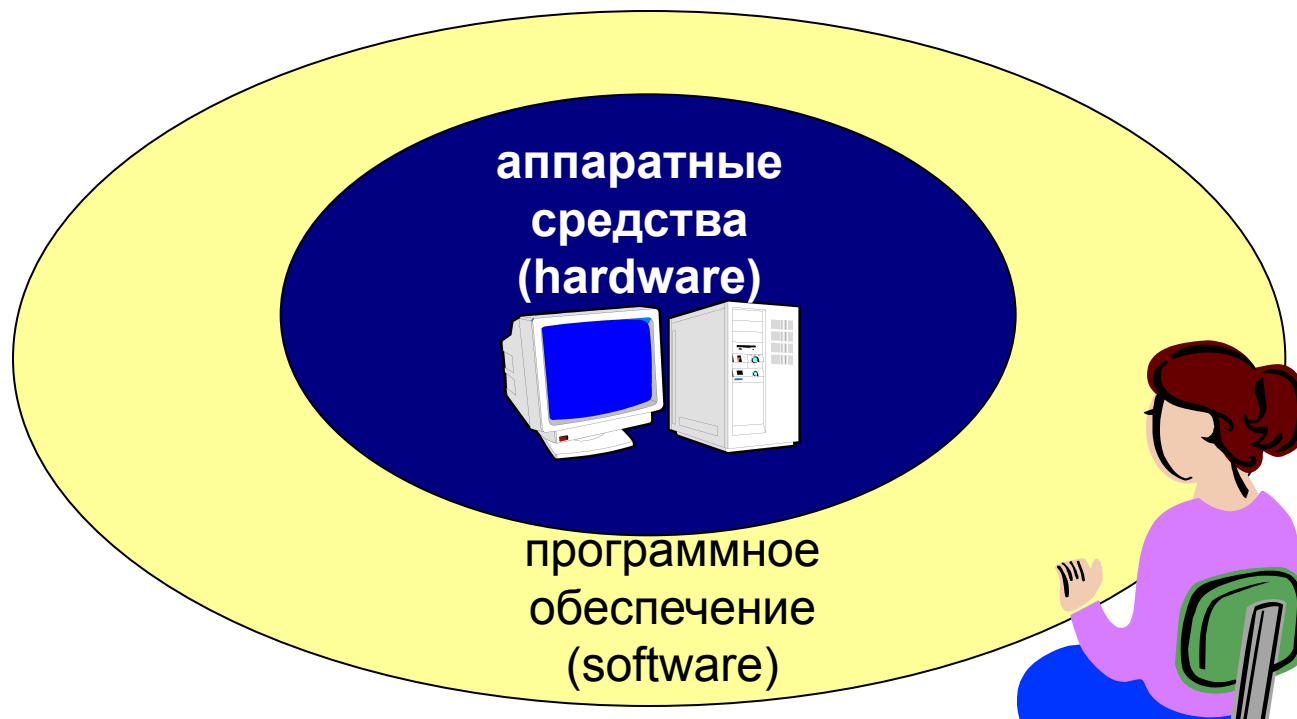 аппаратные
средства
(hardware)
программное
обеспечение
(software)